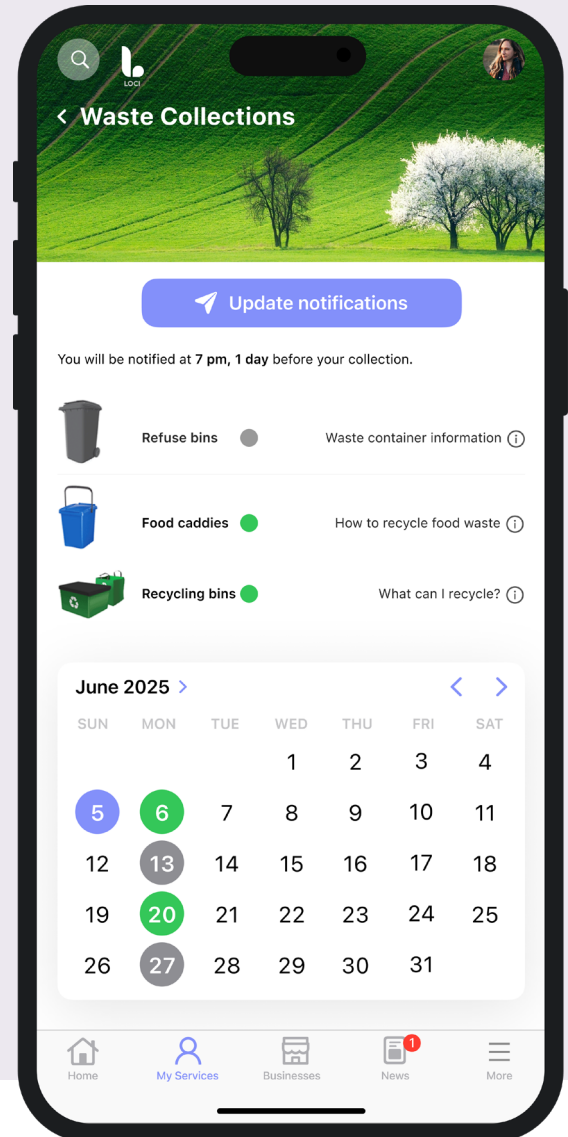 LOCI
Waste Collections
Update notifications
You will be notified at 7 pm, 1 day before your collection.
Refuse bins
Waste container information
Food caddies
How to recycle food waste
Recycling bins
What can I recycle?
June 2025
SUN MON TUE WED THU FRI SAT
1 2 3 4
5 6 7 8 9 10 11
12 13 14 15 16 17 18
19 20 21 22 23 24 25
26 27 28 29 30 31
1
Home My Services Businesses News More